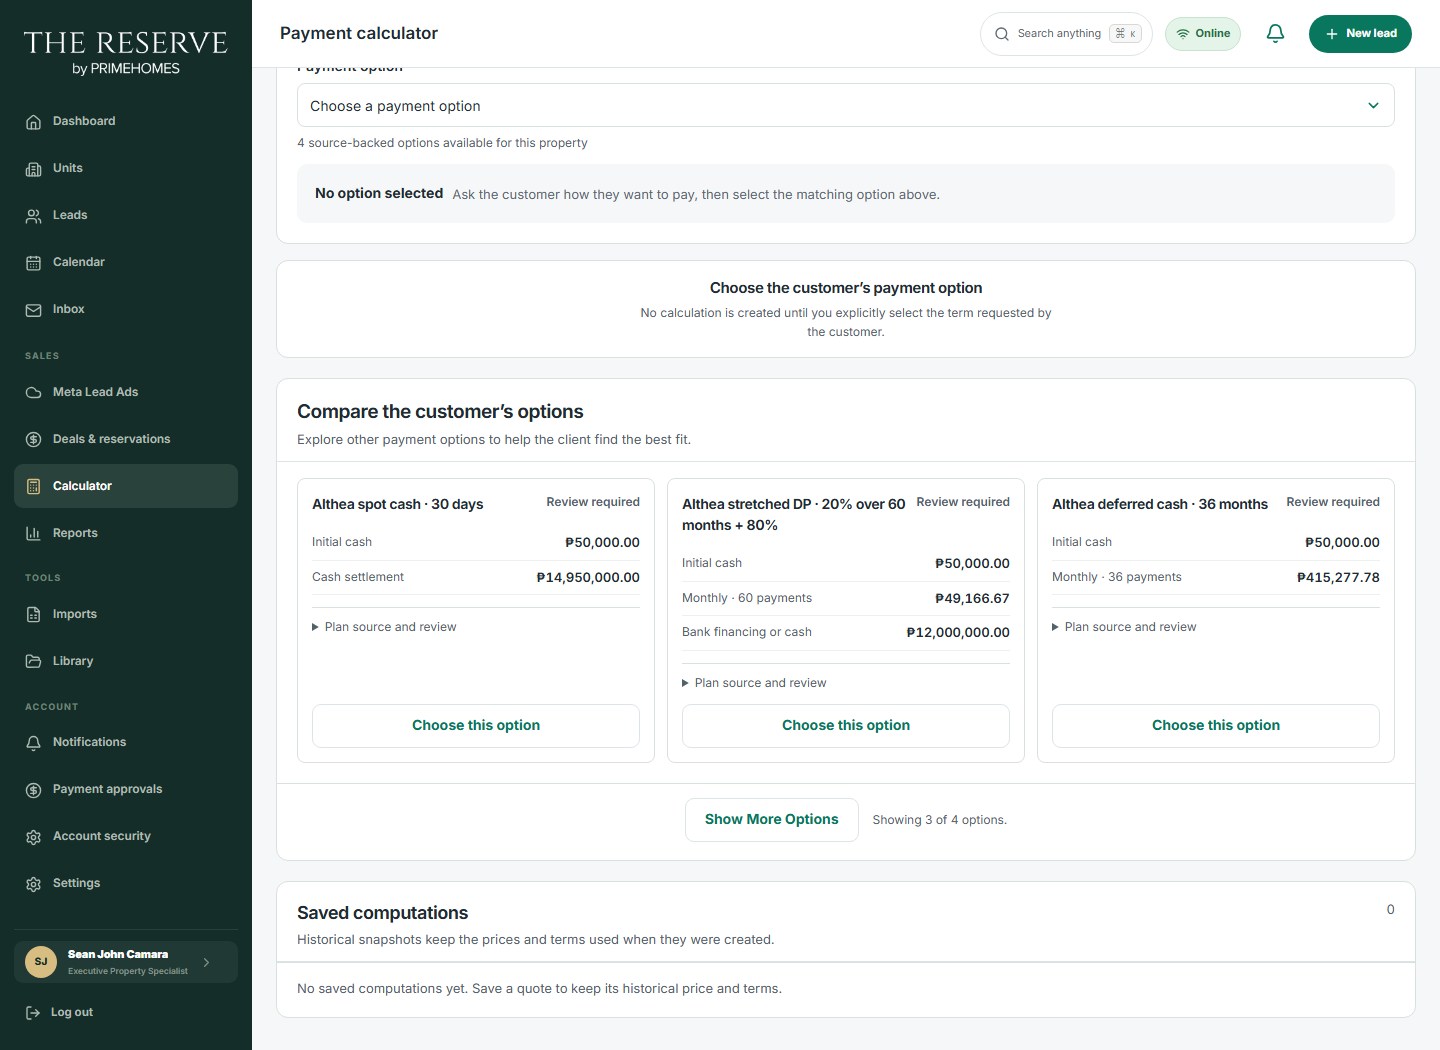 THE RESERVE
by PRIMEHOMES
Dashboard
Units
Leads
Calendar
Inbox
SALES
Meta Lead Ads
Deals & reservations
Calculator
Reports
TOOLS
Imports
Library
ACCOUNT
Notifications
Payment approvals
Account security
Settings
SJ
Sean John Camara
Executive Property Specialist
Log out
Payment calculator
Search anything ⌘ K
Online
New lead
Payment option
Choose a payment option
4 source-backed options available for this property
No option selected Ask the customer how they want to pay, then select the matching option above.
Choose the customer’s payment option
No calculation is created until you explicitly select the term requested by
the customer.
Compare the customer’s options
Explore other payment options to help the client find the best fit.
Althea spot cash · 30 days Review required
Initial cash ₱50,000.00
Cash settlement ₱14,950,000.00
Plan source and review
Choose this option
Althea stretched DP · 20% over 60 Review required
months + 80%
Initial cash ₱50,000.00
Monthly · 60 payments ₱49,166.67
Bank financing or cash ₱12,000,000.00
Plan source and review
Choose this option
Althea deferred cash · 36 months Review required
Initial cash ₱50,000.00
Monthly · 36 payments ₱415,277.78
Plan source and review
Choose this option
Show More Options Showing 3 of 4 options.
Saved computations 0
Historical snapshots keep the prices and terms used when they were created.
No saved computations yet. Save a quote to keep its historical price and terms.